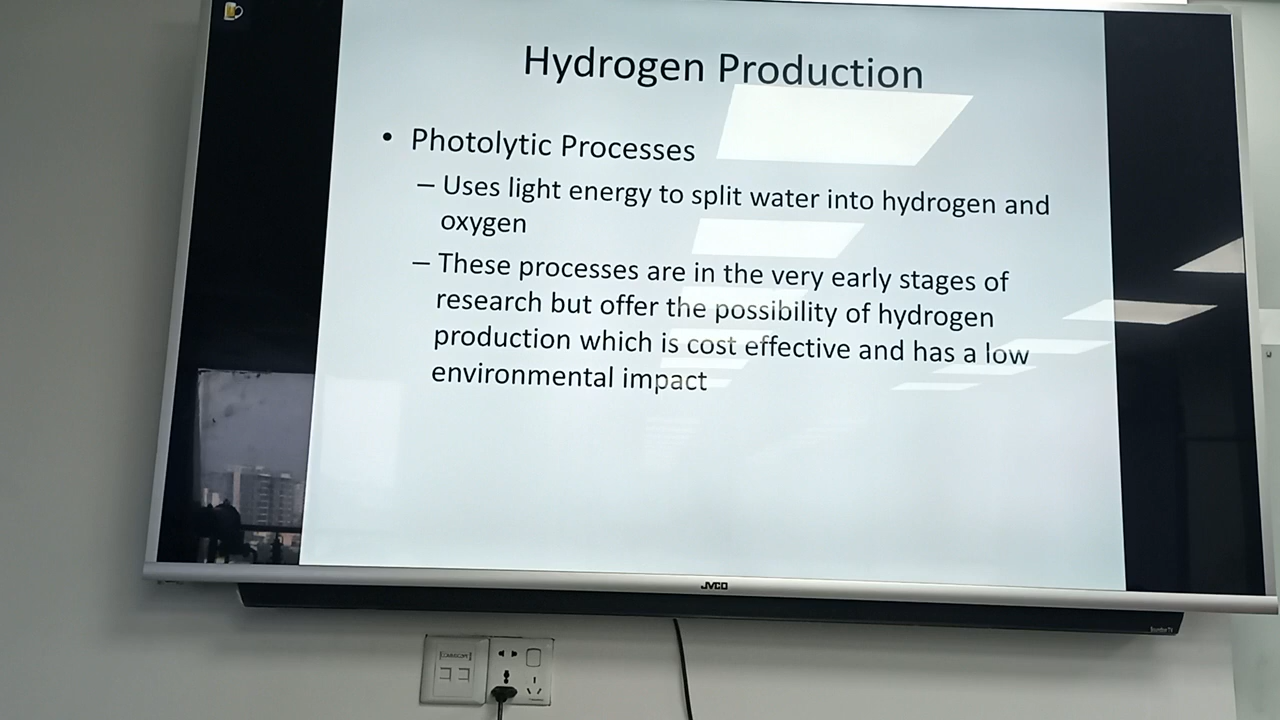 Hydrogen Production
• Photolytic Processes
– Uses light energy to split water into hydrogen and
oxygen
– These processes are in the very early stages of
research but offer the possibility of hydrogen
production which is cost effective and has a low
environmental impact
JVCO